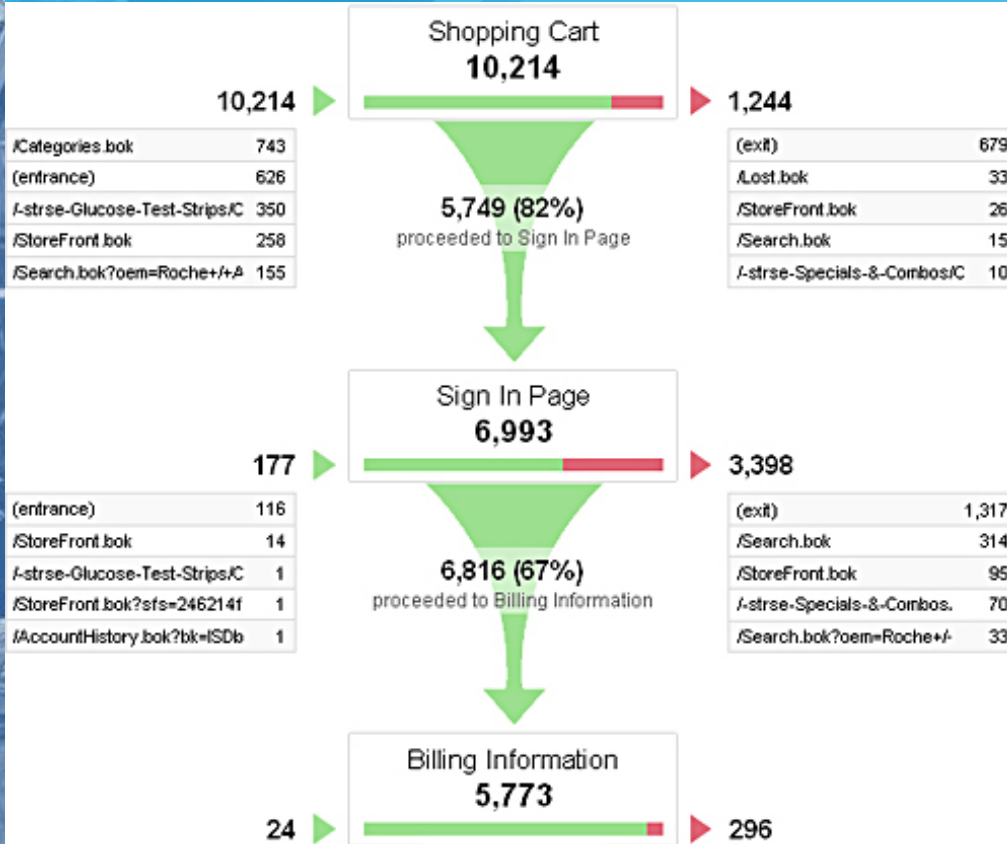 Shopping Cart
10,214
10,214
1,244
/Categories.bok 743
(entrance) 626
/-strse-Glucose-Test-Strips/C 350
/StoreFront.bok 258
/Search.bok?oem=Roche+/+A 155
(exit) 679
/Lost.bok 33
/StoreFront.bok 26
/Search.bok 15
/-strse-Specials-&-Combos/C 10
5,749 (82%)
proceeded to Sign In Page
Sign In Page
6,993
177
3,398
(entrance) 116
/StoreFront.bok 14
/-strse-Glucose-Test-Strips/C 1
/StoreFront.bok?sfs=246214f 1
/AccountHistory.bok?bk=ISDb 1
(exit) 1,317
/Search.bok 314
/StoreFront.bok 95
/-strse-Specials-&-Combos. 70
/Search.bok?oem=Roche+/- 33
6,816 (67%)
proceeded to Billing Information
Billing Information
5,773
24
296